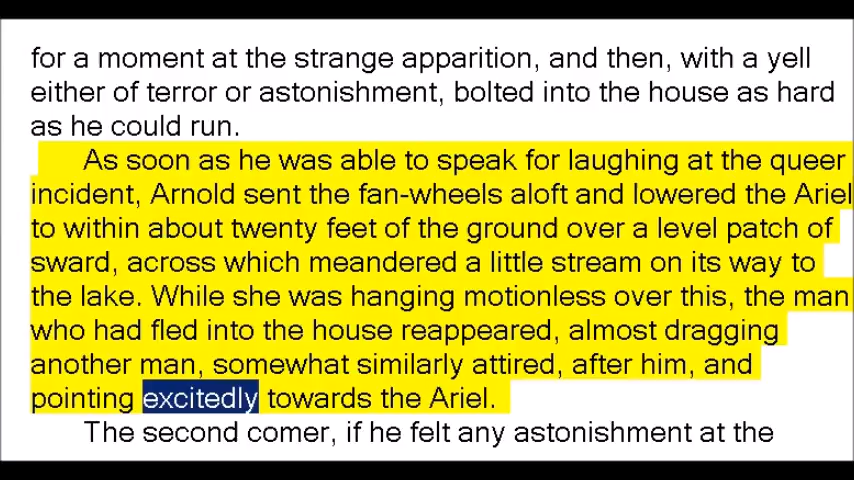 for a moment at the strange apparition, and then, with a yell
either of terror or astonishment, bolted into the house as hard
as he could run.
As soon as he was able to speak for laughing at the queer
incident, Arnold sent the fan-wheels aloft and lowered the Ariel
to within about twenty feet of the ground over a level patch of
sward, across which meandered a little stream on its way to
the lake. While she was hanging motionless over this, the man
who had fled into the house reappeared, almost dragging
another man, somewhat similarly attired, after him, and
pointing excitedly towards the Ariel.
The second comer, if he felt any astonishment at the